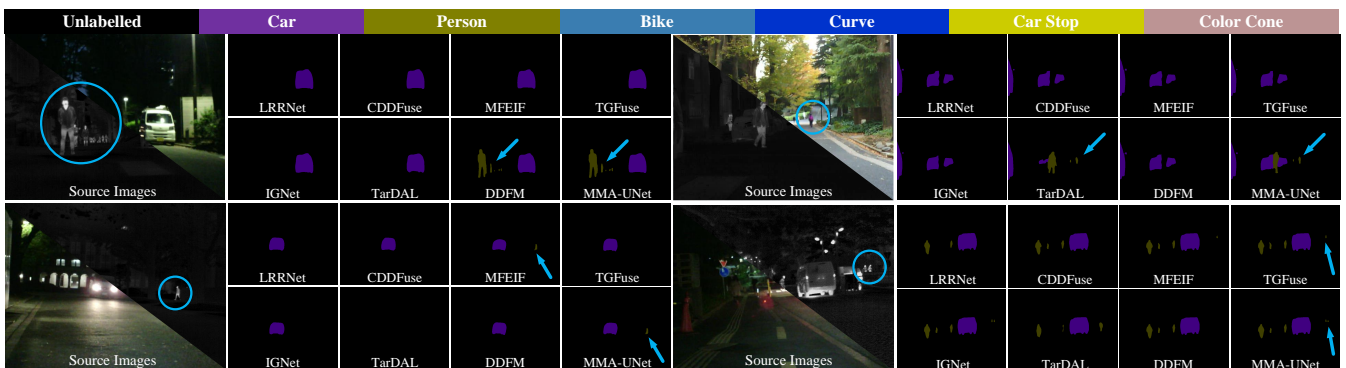 Unlabelled Car Person Bike Curve Car Stop Color Cone
LRRNet CDDFuse MFEIF TGFuse LRRNet CDDFuse MFEIF TGFuse
Source Images IGNet TarDAL DDFM MMA-UNet Source Images IGNet TarDAL DDFM MMA-UNet
LRRNet CDDFuse MFEIF TGFuse LRRNet CDDFuse MFEIF TGFuse
Source Images IGNet TarDAL DDFM MMA-UNet Source Images IGNet TarDAL DDFM MMA-UNet